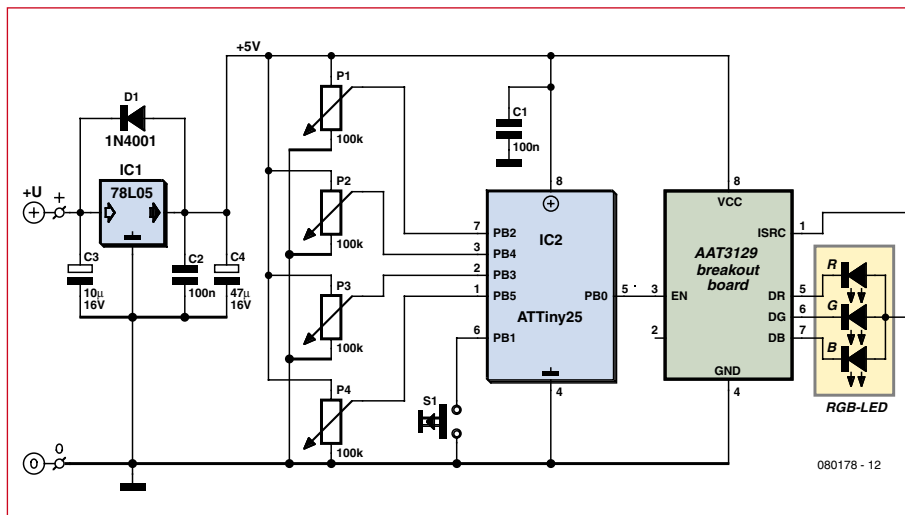 +5V
D1
1N4001
IC1
78L05
+U
+
C3
10µ
16V
C2
100n
C4
47µ
16V
P1
100k
P2
100k
P3
100k
P4
100k
C1
100n
8
7
PB2
3
PB4
2
PB3
1
PB5
6
PB1
IC2
ATTiny25
PB0
5
4
S1
8
VCC
ISRC
1
AAT3129
breakout
board
3
EN
2
DR
5
DG
6
DB
7
GND
4
R
G
B
RGB-LED
0
0
080178 - 12